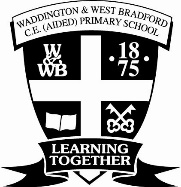 WADDINGTON & WEST BRADFORD
C.E. (AIDED) PRIMARY SCHOOL
W
&
WB
·18·
75
LEARNING
TOGETHER